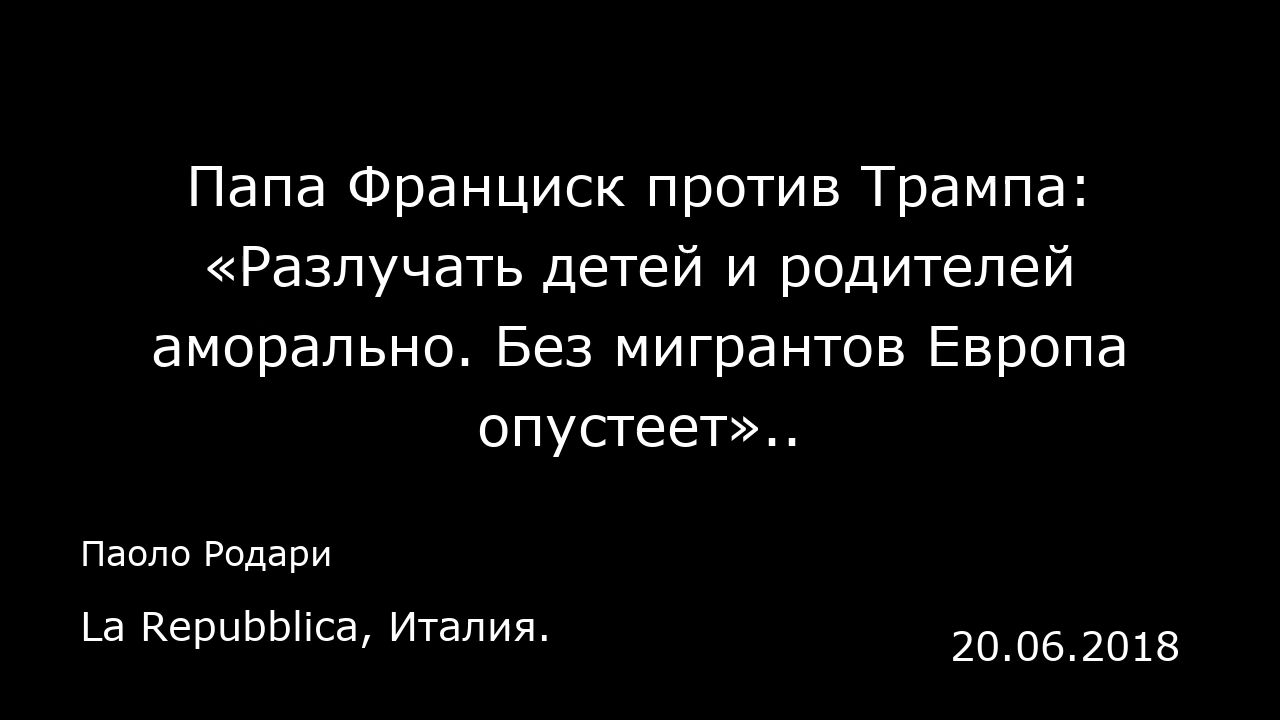 Папа Франциск против Трампа:
«Разлучать детей и родителей
аморально. Без мигрантов Европа
опустеет»..
Паоло Родари
La Repubblica, Италия.
20.06.2018